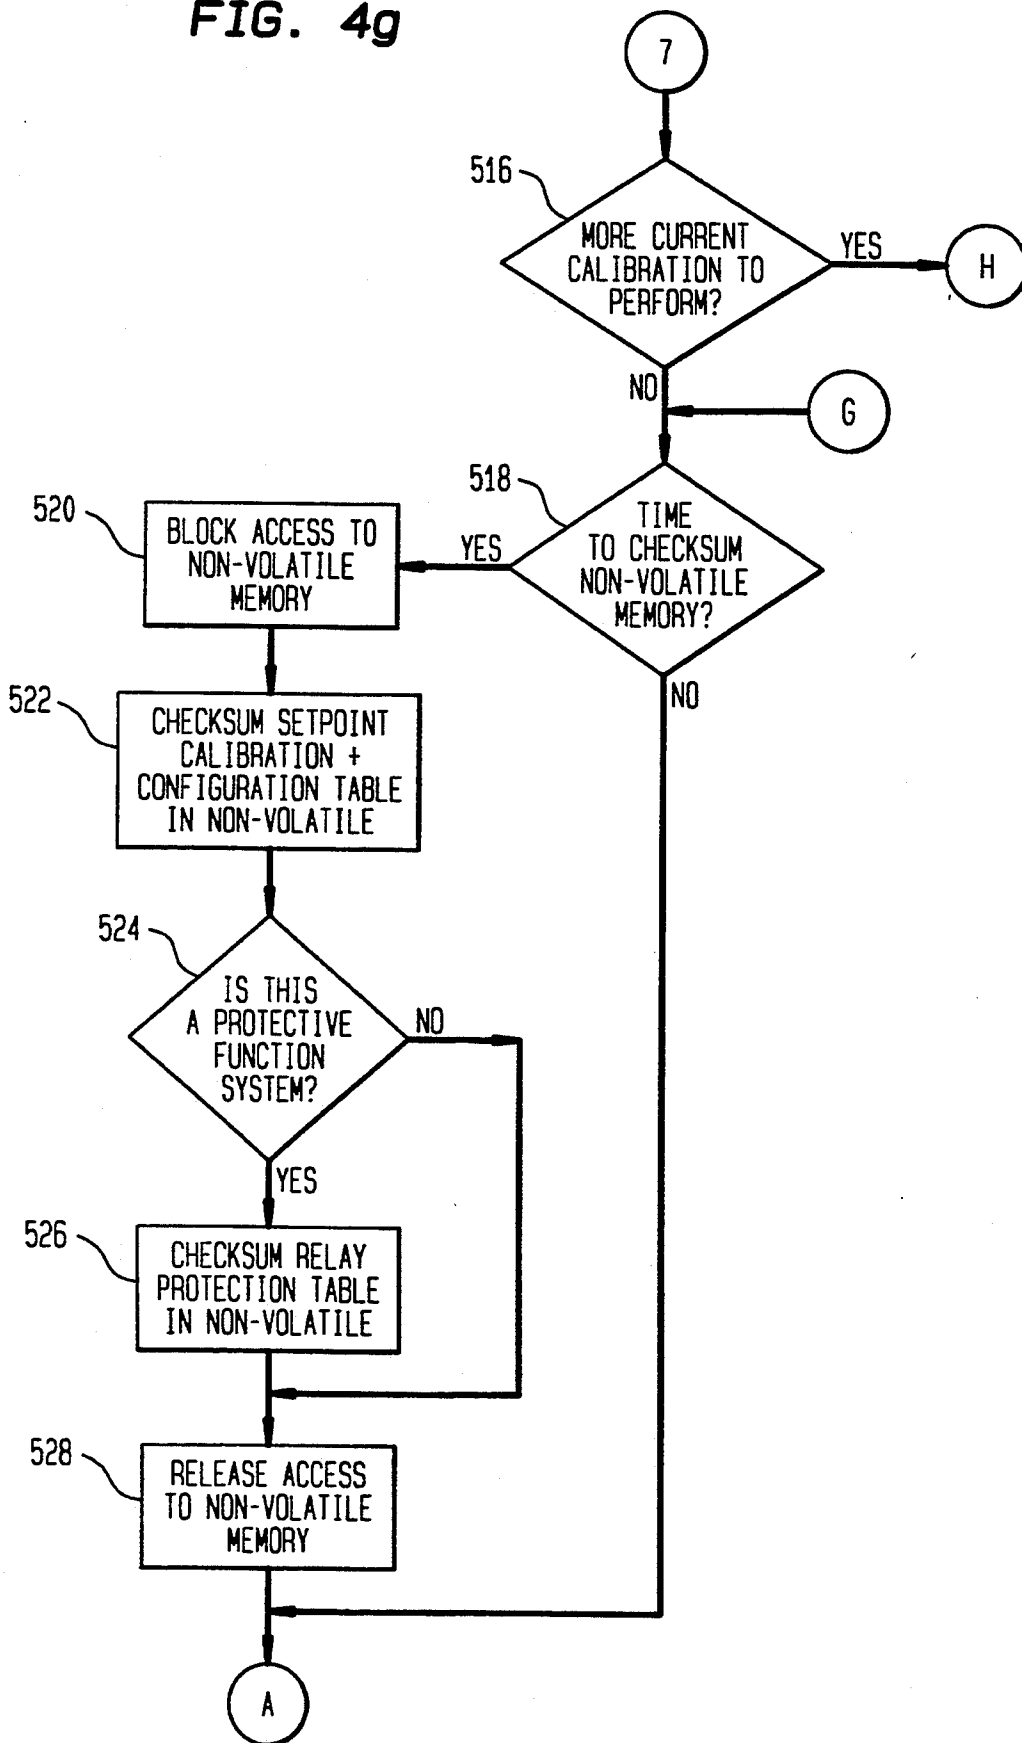 FIG. 4g
7
516
MORE CURRENT
CALIBRATION TO
PERFORM?
YES
H
NO
G
518
TIME
TO CHECKSUM
NON-VOLATILE
MEMORY?
YES
NO
520
BLOCK ACCESS TO
NON-VOLATILE
MEMORY
522
CHECKSUM SETPOINT
CALIBRATION +
CONFIGURATION TABLE
IN NON-VOLATILE
524
IS THIS
A PROTECTIVE
FUNCTION
SYSTEM?
NO
YES
526
CHECKSUM RELAY
PROTECTION TABLE
IN NON-VOLATILE
528
RELEASE ACCESS
TO NON-VOLATILE
MEMORY
A